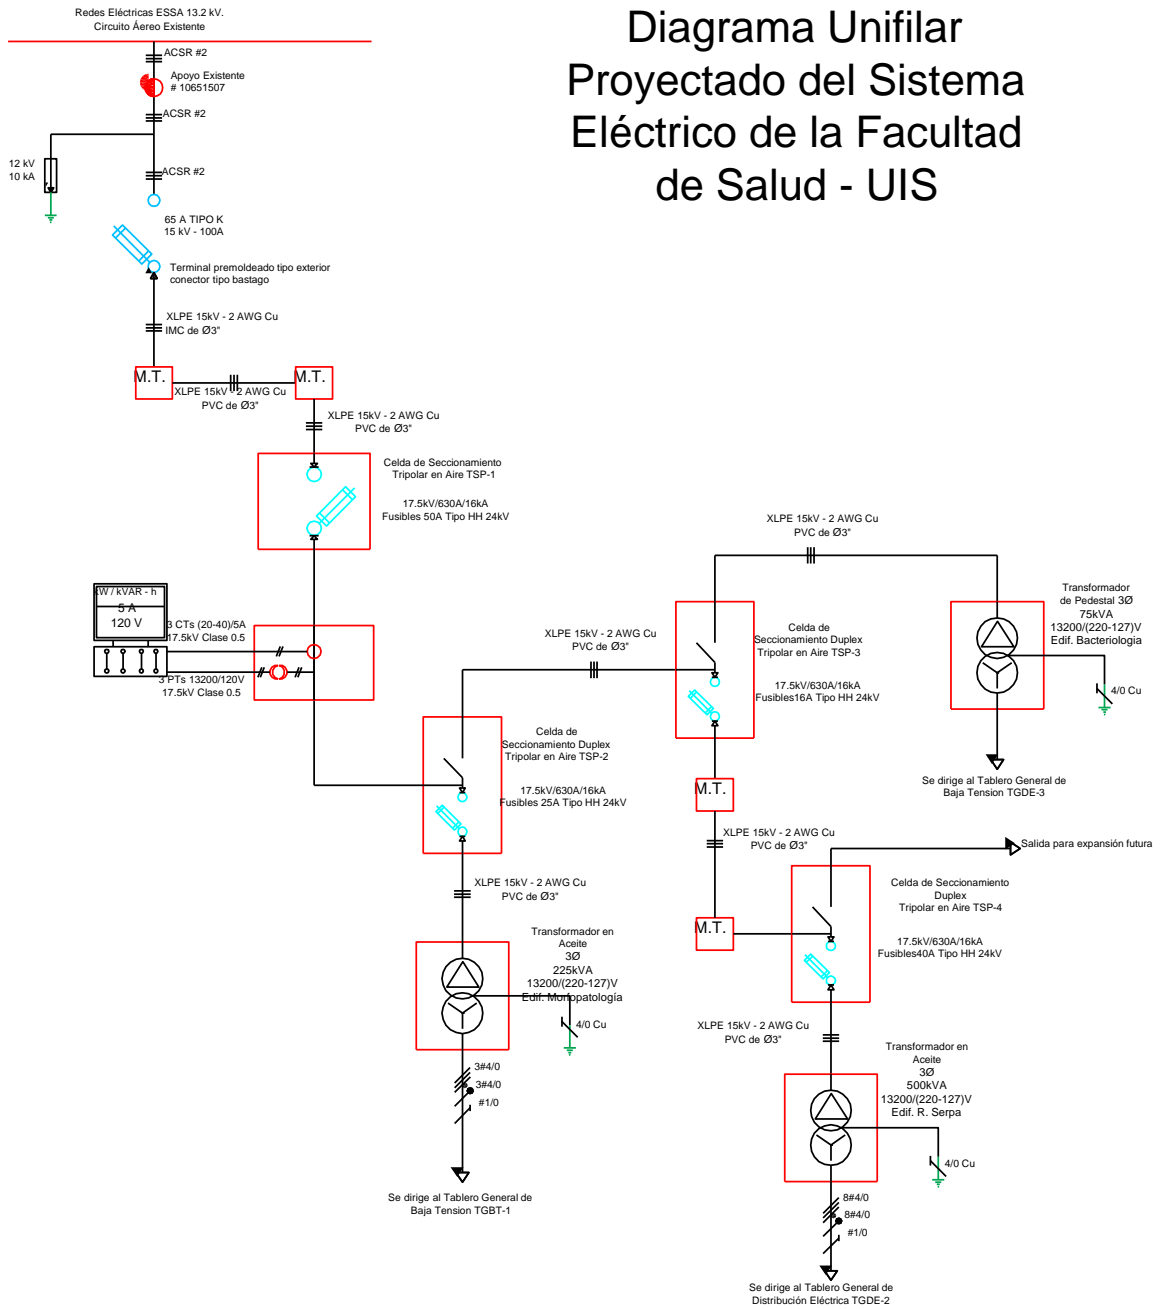 Diagrama Unifilar
Proyectado del Sistema
Eléctrico de la Facultad
de Salud - UIS
Redes Eléctricas ESSA 13.2 kV.
Circuito Áereo Existente
ACSR #2
Apoyo Existente
# 10651507
ACSR #2
12 kV
10 kA
ACSR #2
65 A TIPO K
15 kV - 100A
Terminal premoldeado tipo exterior
conector tipo bastago
XLPE 15kV - 2 AWG Cu
IMC de Ø3"
M.T.
XLPE 15kV - 2 AWG Cu
PVC de Ø3"
M.T.
XLPE 15kV - 2 AWG Cu
PVC de Ø3"
Celda de Seccionamiento
Tripolar en Aire TSP-1
17.5kV/630A/16kA
Fusibles 50A Tipo HH 24kV
kW / kVAR - h
5 A
120 V
3 CTs (20-40)/5A
17.5kV Clase 0.5
3 PTs 13200/120V
17.5kV Clase 0.5
XLPE 15kV - 2 AWG Cu
PVC de Ø3"
Celda de
Seccionamiento Duplex
Tripolar en Aire TSP-2
17.5kV/630A/16kA
Fusibles 25A Tipo HH 24kV
XLPE 15kV - 2 AWG Cu
PVC de Ø3"
Transformador en
Aceite
3Ø
225kVA
13200/(220-127)V
Edif. Morfopatología
4/0 Cu
3#4/0
3#4/0
#1/0
Se dirige al Tablero General de
Baja Tension TGBT-1
XLPE 15kV - 2 AWG Cu
PVC de Ø3"
Celda de
Seccionamiento Duplex
Tripolar en Aire TSP-3
17.5kV/630A/16kA
Fusibles16A Tipo HH 24kV
Transformador
de Pedestal 3Ø
75kVA
13200/(220-127)V
Edif. Bacteriologia
4/0 Cu
Se dirige al Tablero General de
Baja Tension TGDE-3
M.T.
XLPE 15kV - 2 AWG Cu
PVC de Ø3"
M.T.
Salida para expansión futura
Celda de Seccionamiento
Duplex
Tripolar en Aire TSP-4
17.5kV/630A/16kA
Fusibles40A Tipo HH 24kV
XLPE 15kV - 2 AWG Cu
PVC de Ø3"
Transformador en
Aceite
3Ø
500kVA
13200/(220-127)V
Edif. R. Serpa
4/0 Cu
8#4/0
8#4/0
#1/0
Se dirige al Tablero General de
Distribución Eléctrica TGDE-2